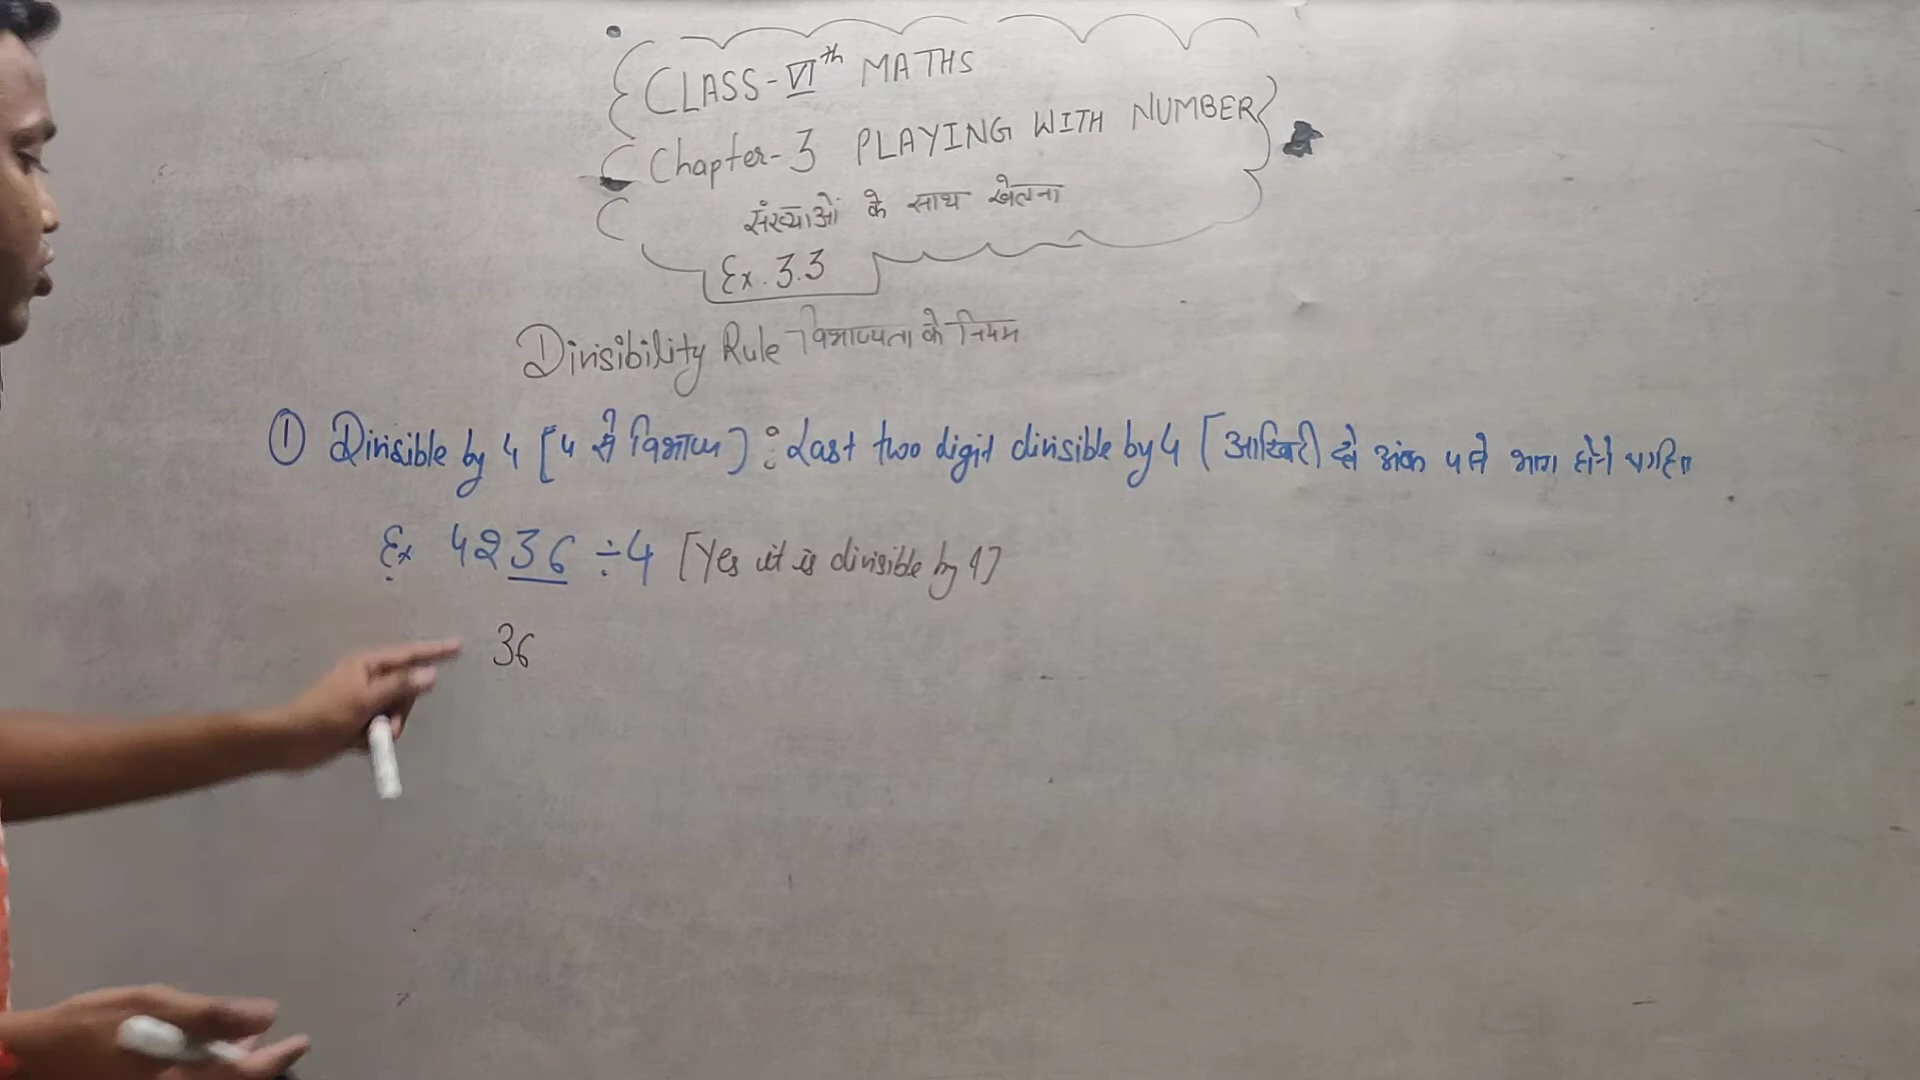 CLASS-VIth MATHS
Chapter-3 PLAYING WITH NUMBER
संख्याओं के साथ खेलना
Ex. 3.3
Divisibility Rule - विभाज्यता के नियम
① Divisible by 4 [4 से विभाज्य] : Last two digit divisible by 4 [आखिरी दो अंक 4 से भाग होने चाहिए
Ex 4236 ÷ 4 [Yes it is divisible by 4]
36